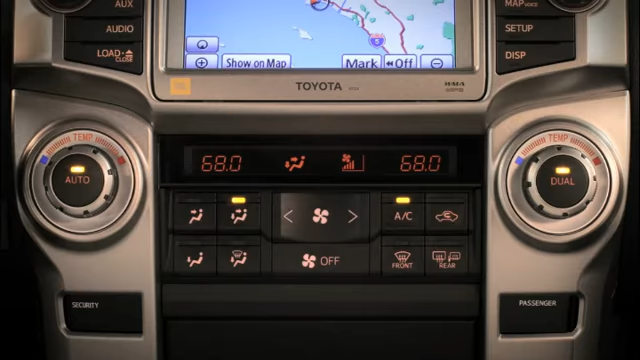 AUX
MAP VOICE
AUDIO
SETUP
LOAD
CLOSE
DISP
5
Show on Map
Mark
Off
TOYOTA
TEMP
TEMP
68.0
68.0
AUTO
DUAL
A/C
OFF
FRONT
REAR
SECURITY
PASSENGER